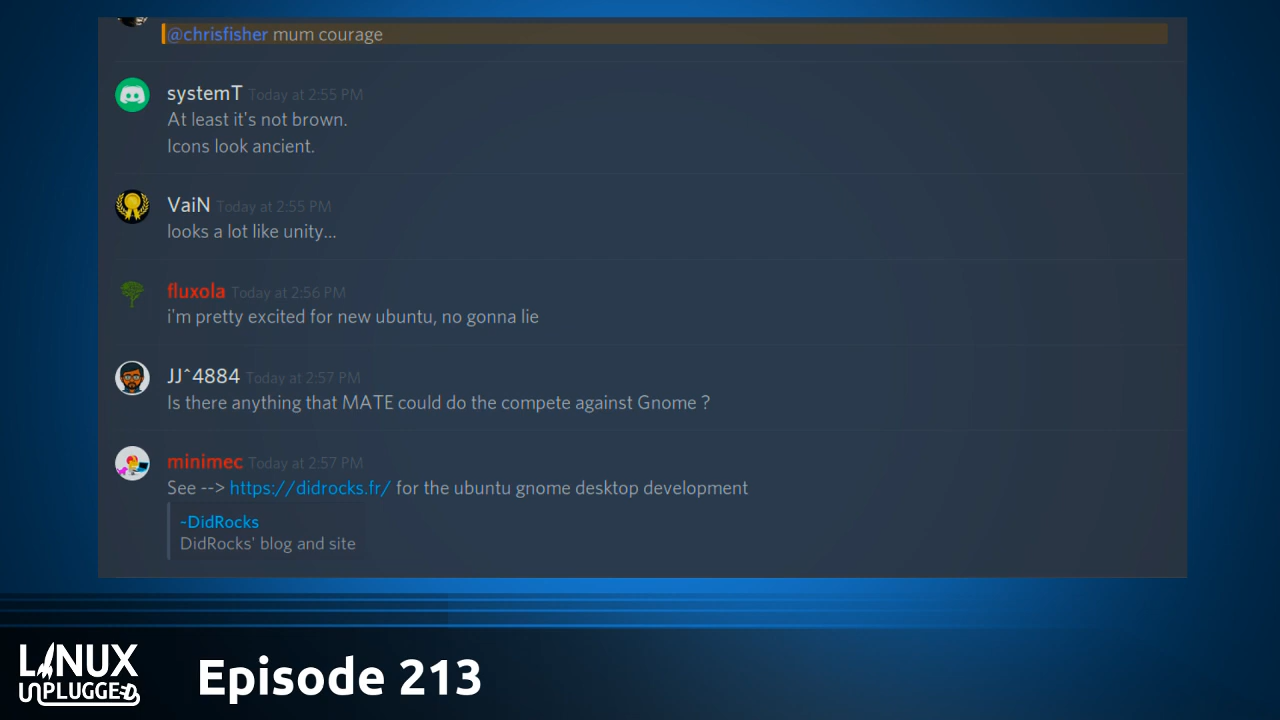 @chrisfisher mum courage
systemT Today at 2:55 PM
At least it's not brown.
Icons look ancient.
VaiN Today at 2:55 PM
looks a lot like unity...
fluxola Today at 2:56 PM
i'm pretty excited for new ubuntu, no gonna lie
JJ^4884 Today at 2:57 PM
Is there anything that MATE could do the compete against Gnome ?
minimec Today at 2:57 PM
See --> https://didrocks.fr/ for the ubuntu gnome desktop development
~DidRocks
DidRocks' blog and site
LINUX
UNPLUGGED
Episode 213